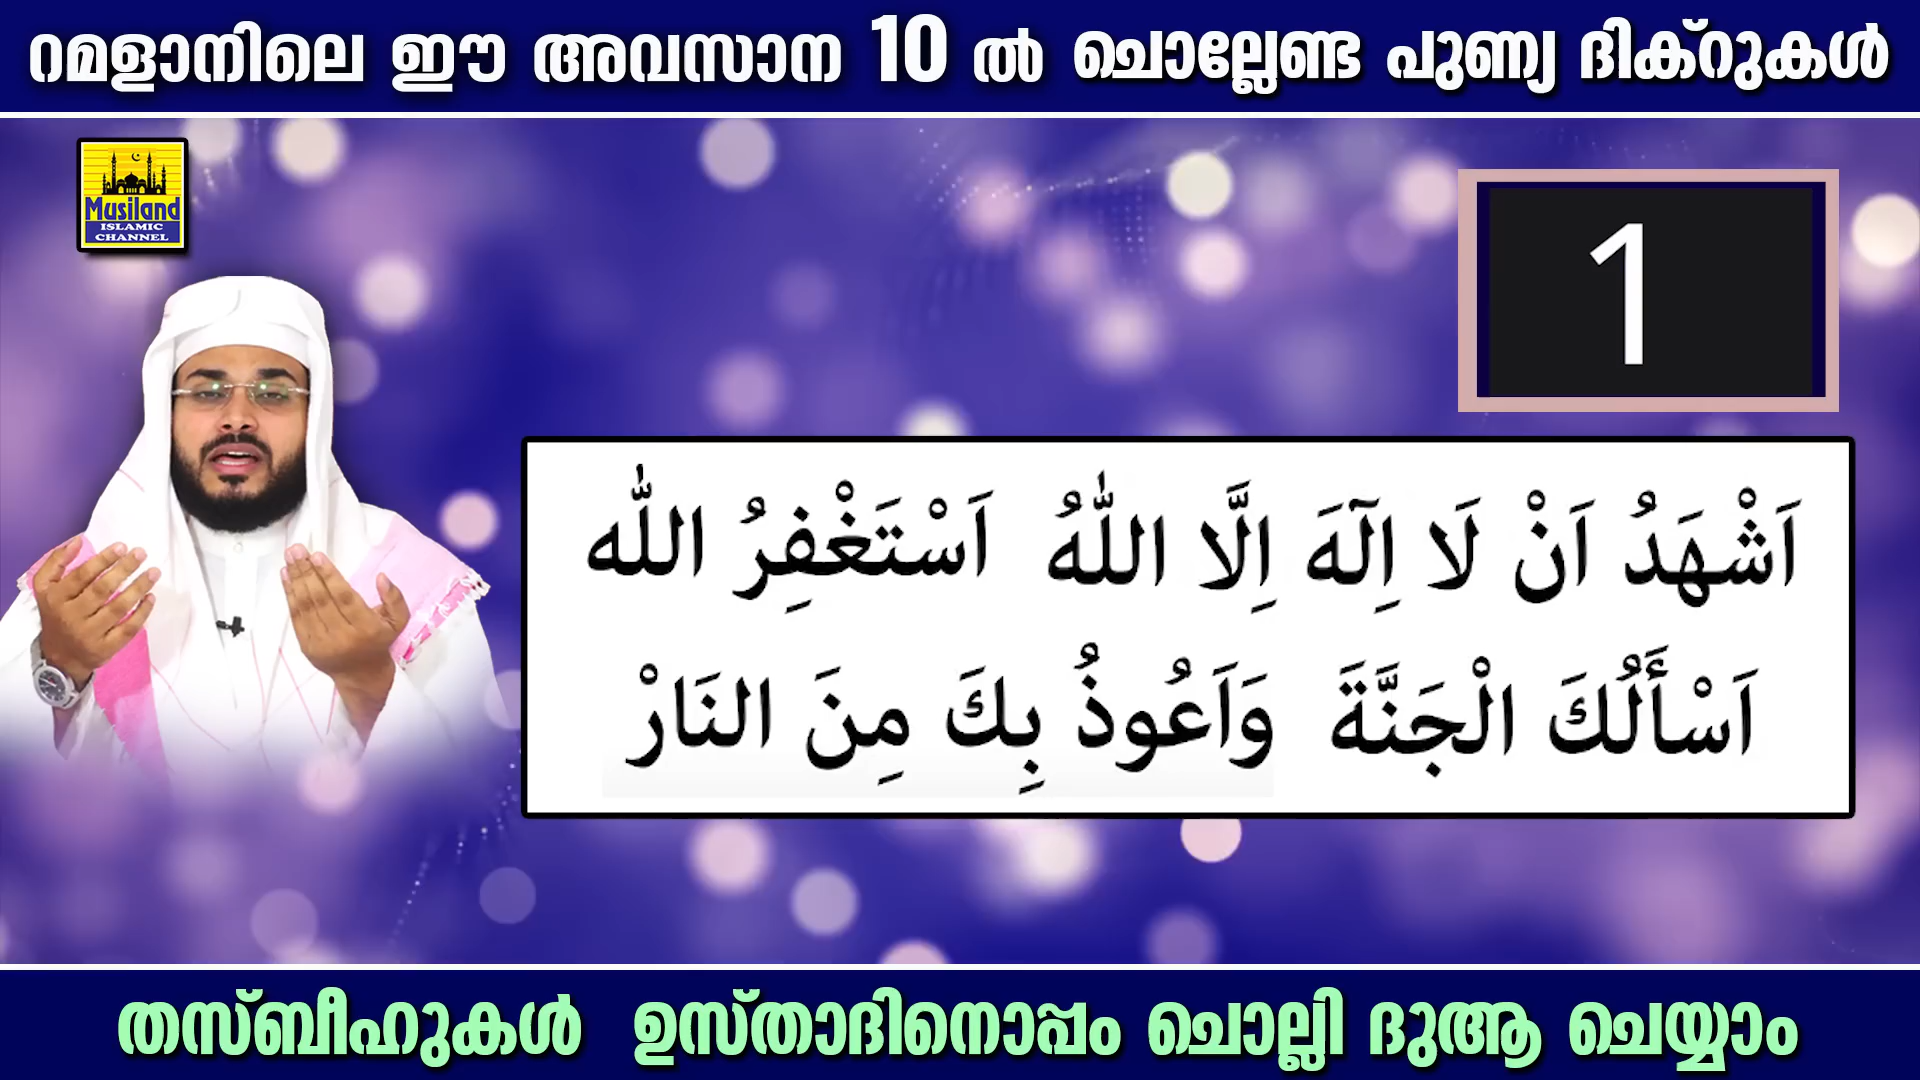 റമളാനിലെ ഈ അവസാന 10 ൽ ചൊല്ലേണ്ട പുണ്യ ദിക്റുകൾ
Musiland
ISLAMIC
CHANNEL
1
اَشْهَدُ اَنْ لَا اِلٓهَ اِلَّا اللّٰهُ اَسْتَغْفِرُ اللّٰه
اَسْأَلُكَ الْجَنَّةَ وَاَعُوذُ بِكَ مِنَ النَارْ
തസ്ബീഹുകൾ ഉസ്താദിനൊപ്പം ചൊല്ലി ദുആ ചെയ്യാം